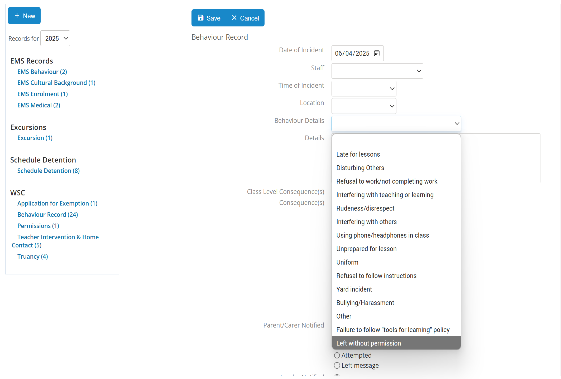 + New
Records for 2025
EMS Records
EMS Behaviour (2)
EMS Cultural Background (1)
EMS Enrolment (1)
EMS Medical (2)
Excursions
Excursion (1)
Schedule Detention
Schedule Detention (8)
WSC
Application for Exemption (1)
Behaviour Record (24)
Permissions (1)
Teacher Intervention & Home
Contact (5)
Truancy (4)
Save Cancel
Behaviour Record
Date of Incident 06/04/2025
Staff
Time of Incident
Location
Behaviour Details
Details
Late for lessons
Disturbing Others
Refusal to work/not completing work
Interfering with teaching or learning
Class Level Consequence(s)
Consequence(s)
Rudeness/disrespect
Interfering with others
Using phone/headphones in class
Unprepared for lesson
Uniform
Refusal to follow instructions
Yard incident
Bullying/Harassment
Other
Parent/Carer Notified
Failure to follow "tools for learning" policy
Left without permission
Attempted
Left message